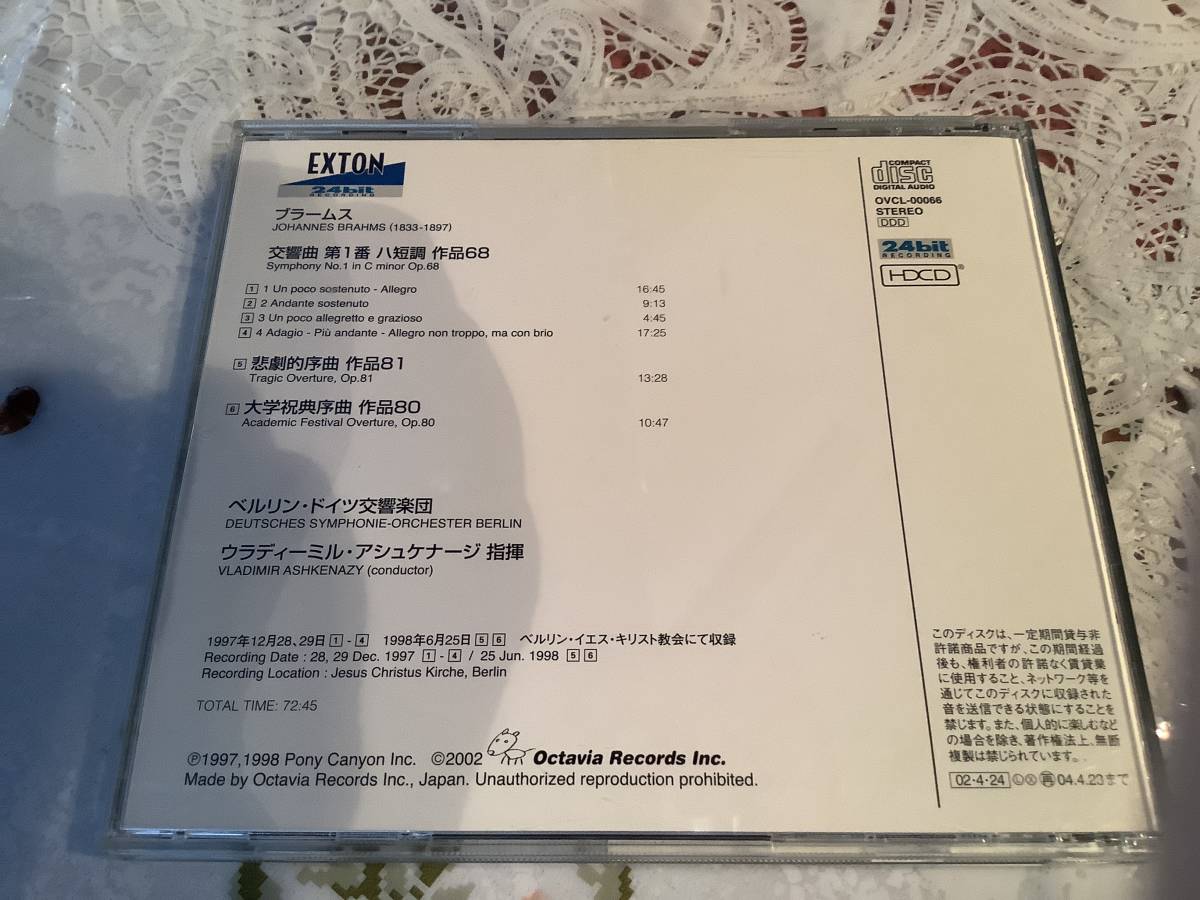 EXTON
24bit
RECORDING
ブラームス
JOHANNES BRAHMS (1833-1897)
交響曲 第1番 ハ短調 作品68
Symphony No.1 in C minor Op.68
1 1 Un poco sostenuto - Allegro 16:45
2 2 Andante sostenuto 9:13
3 3 Un poco allegretto e grazioso 4:45
4 4 Adagio - Più andante - Allegro non troppo, ma con brio 17:25
5 悲劇的序曲 作品81
Tragic Overture, Op.81 13:28
6 大学祝典序曲 作品80
Academic Festival Overture, Op.80 10:47
ベルリン・ドイツ交響楽団
DEUTSCHES SYMPHONIE-ORCHESTER BERLIN
ウラディーミル・アシュケナージ 指揮
VLADIMIR ASHKENAZY (conductor)
1997年12月28、29日 1 - 4 1998年6月25日 5 6 ベルリン・イエス・キリスト教会にて収録
Recording Date : 28, 29 Dec. 1997 1 - 4 / 25 Jun. 1998 5 6
Recording Location : Jesus Christus Kirche, Berlin
TOTAL TIME: 72:45
℗1997,1998 Pony Canyon Inc. ©2002 Octavia Records Inc.
Made by Octavia Records Inc., Japan. Unauthorized reproduction prohibited.
COMPACT
disc
DIGITAL AUDIO
OVCL-00066
STEREO
DDD
24bit
RECORDING
HDCD®
このディスクは、一定期間貸与非
許諾商品ですが、この期間経過
後も、権利者の許諾なく賃貸業
に使用すること、ネットワーク等を
通じてこのディスクに収録された
音を送信できる状態にすることを
禁じます。また、個人的に楽しむなど
の場合を除き、著作権法上、無断
複製は禁じられています。
02・4・24 Ⓛ Ⓧ 再 04.4.23まで